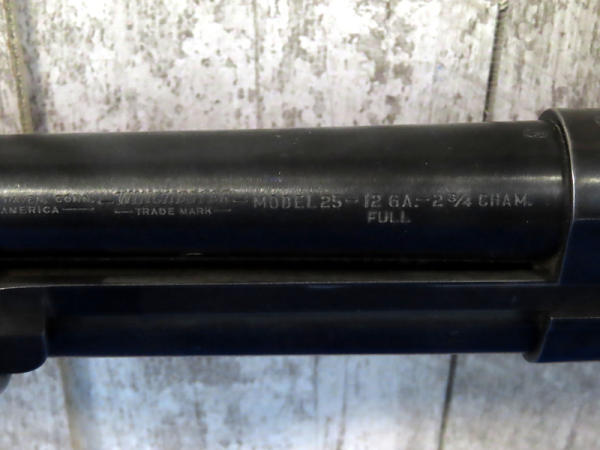 HAVEN, CONN. WINCHESTER MODEL 25 - 12 GA. - 2 3/4 CHAM.
AMERICA TRADE MARK FULL